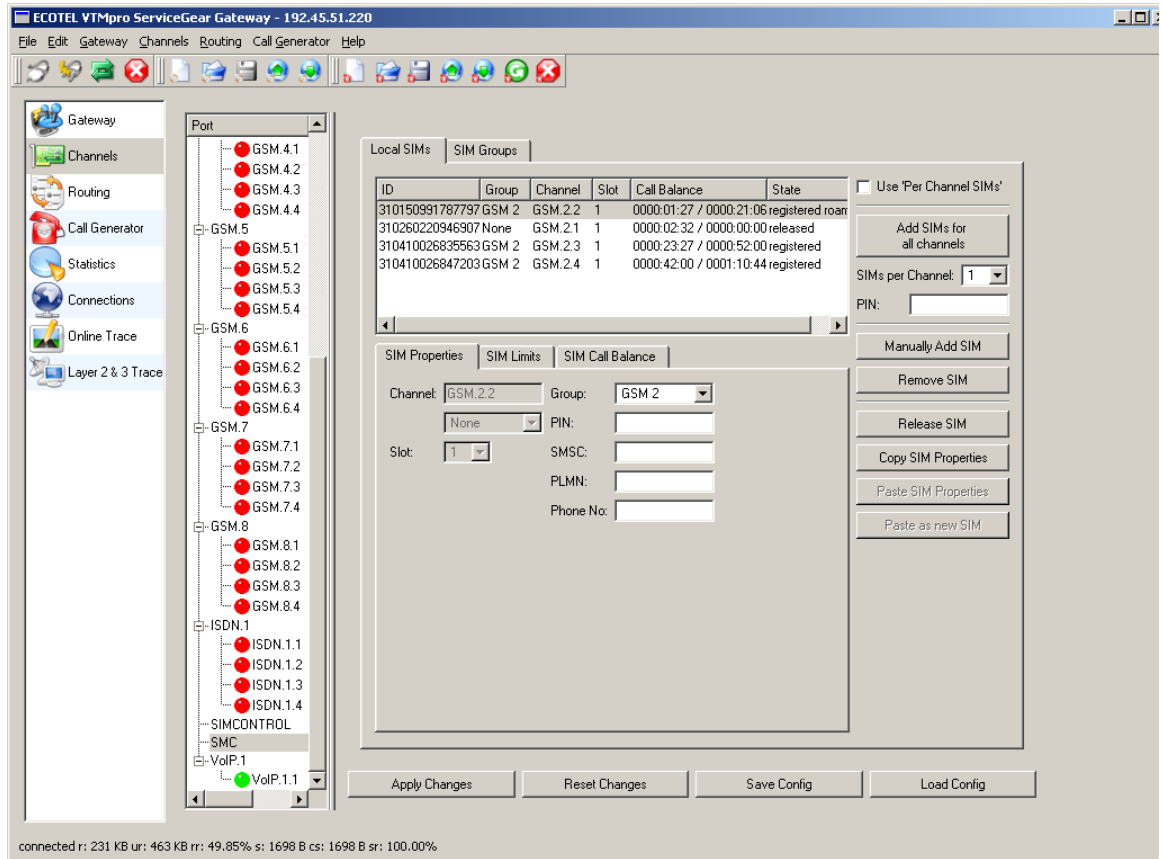 ECOTEL VTMpro ServiceGear Gateway - 192.45.51.220
File Edit Gateway Channels Routing Call Generator Help
Gateway
Channels
Routing
Call Generator
Statistics
Connections
Online Trace
Layer 2 & 3 Trace
Port
GSM.4.1
GSM.4.2
GSM.4.3
GSM.4.4
GSM.5
GSM.5.1
GSM.5.2
GSM.5.3
GSM.5.4
GSM.6
GSM.6.1
GSM.6.2
GSM.6.3
GSM.6.4
GSM.7
GSM.7.1
GSM.7.2
GSM.7.3
GSM.7.4
GSM.8
GSM.8.1
GSM.8.2
GSM.8.3
GSM.8.4
ISDN.1
ISDN.1.1
ISDN.1.2
ISDN.1.3
ISDN.1.4
SIMCONTROL
SMC
VoIP.1
VoIP.1.1
Local SIMs SIM Groups
ID Group Channel Slot Call Balance State
310150991787797 GSM 2 GSM.2.2 1 0000:01:27 / 0000:21:06 registered roam
310260220946907 None GSM.2.1 1 0000:02:32 / 0000:00:00 released
310410026835563 GSM 2 GSM.2.3 1 0000:23:27 / 0000:52:00 registered
310410026847203 GSM 2 GSM.2.4 1 0000:42:00 / 0001:10:44 registered
SIM Properties SIM Limits SIM Call Balance
Channel: GSM.2.2 Group: GSM 2
None PIN:
Slot: 1 SMSC:
PLMN:
Phone No:
Use 'Per Channel SIMs'
Add SIMs for
all channels
SIMs per Channel: 1
PIN:
Manually Add SIM
Remove SIM
Release SIM
Copy SIM Properties
Paste SIM Properties
Paste as new SIM
Apply Changes Reset Changes Save Config Load Config
connected r: 231 KB ur: 463 KB rr: 49.85% s: 1698 B cs: 1698 B sr: 100.00%